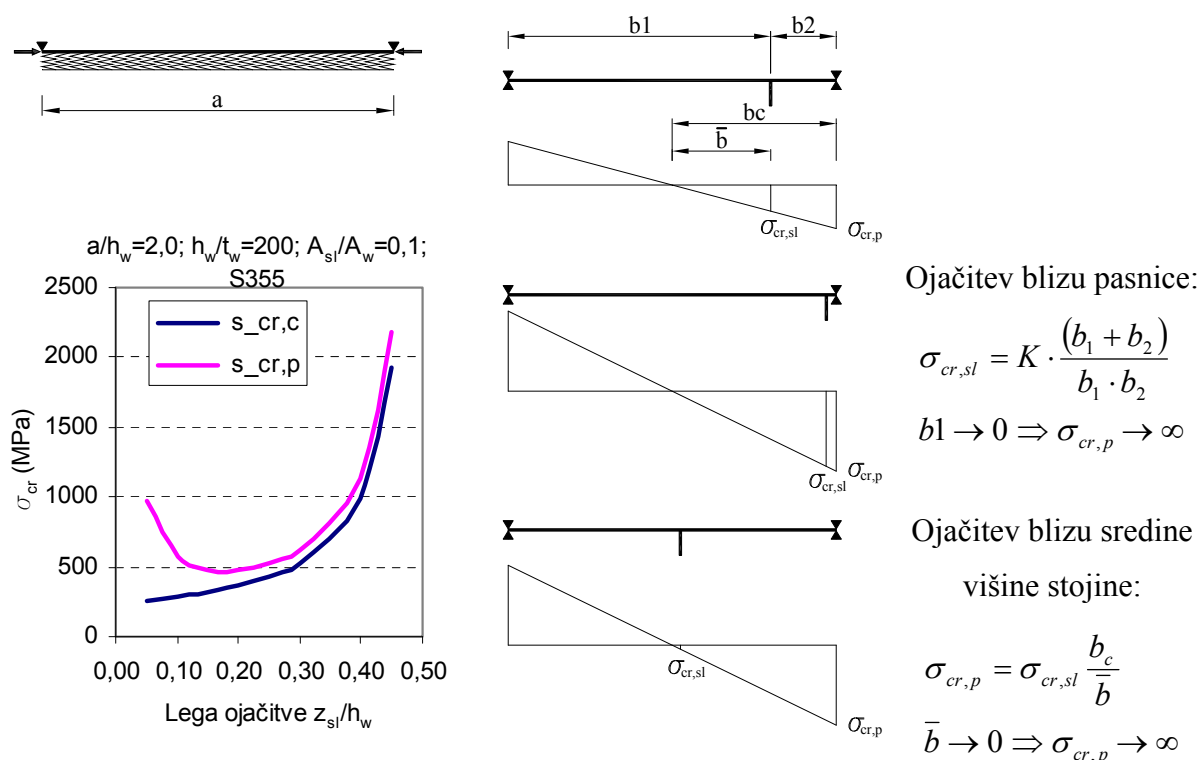 a
b1
b2
bc
b̅
σcr,sl
σcr,p
a/hw=2,0; hw/tw=200; Asl/Aw=0,1;
S355
2500
2000
1500
1000
500
0
σcr (MPa)
s_cr,c
s_cr,p
0,00 0,10 0,20 0,30 0,40 0,50
Lega ojačitve zsl/hw
σcr,sl
σcr,p
σcr,sl
σcr,p
Ojačitev blizu pasnice:
σcr,sl = K · (b1 + b2) / b1 · b2
b1 → 0 ⇒ σcr,p → ∞
Ojačitev blizu sredine
višine stojine:
σcr,p = σcr,sl bc / b̅
b̅ → 0 ⇒ σcr,p → ∞